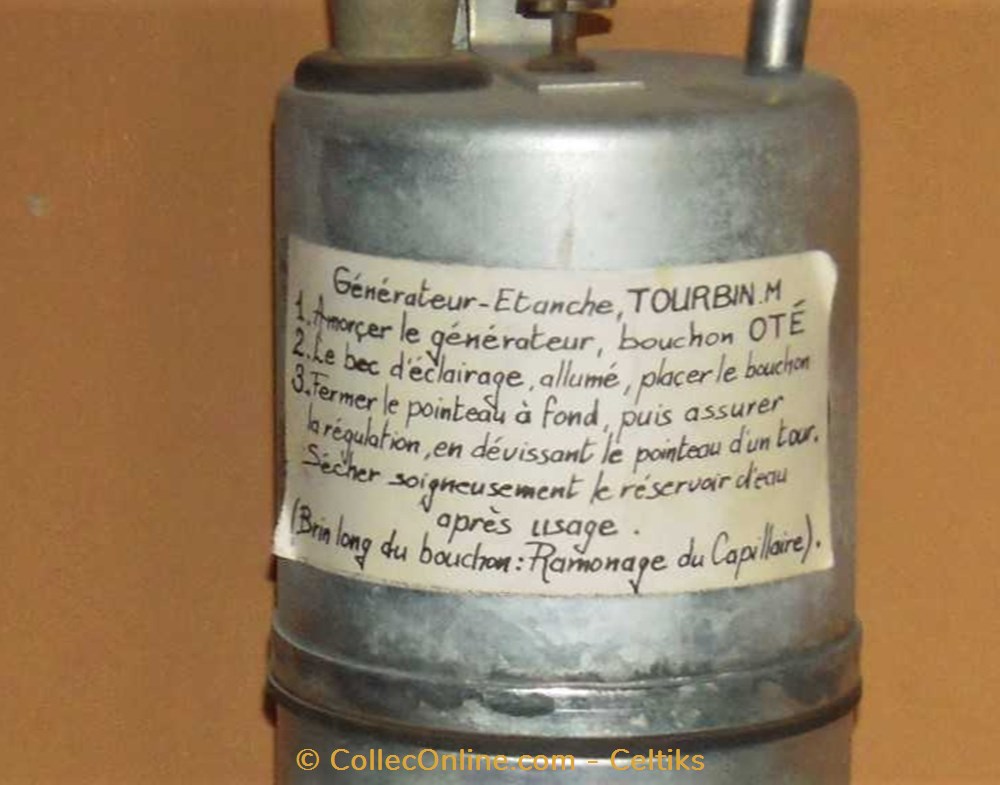 Générateur-Etanche, TOURBIN.M
1. Amorçer le générateur, bouchon OTÉ
2. Le bec d'éclairage, allumé, placer le bouchon
3. Fermer le pointeau à fond, puis assurer
la régulation, en dévissant le pointeau d'un tour.
Sécher soigneusement le réservoir d'eau
après usage.
(Brin long du bouchon: Ramonage du Capillaire).
© CollecOnline.com - Celtiks